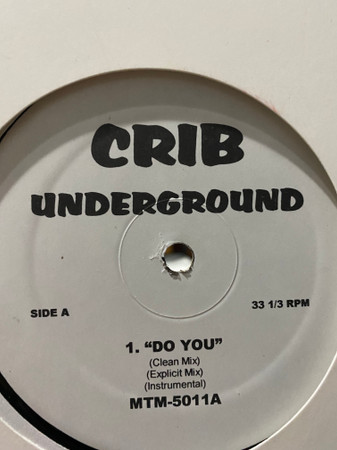 CRIB
UNDERGROUND
SIDE A
33 1/3 RPM
1. “DO YOU”
(Clean Mix)
(Explicit Mix)
(Instrumental)
MTM-5011A